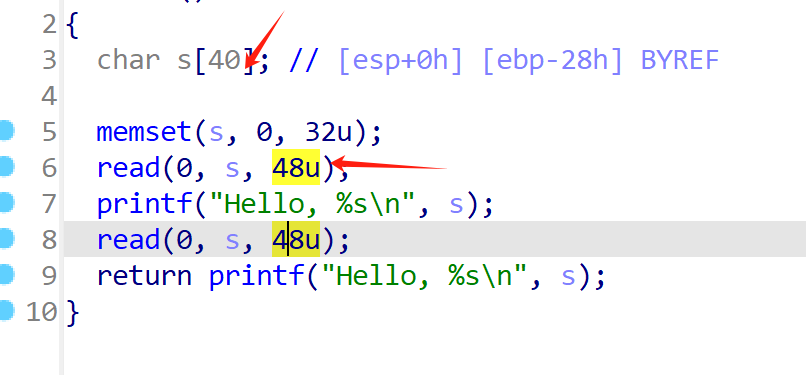 2 {
3 char s[40]; // [esp+0h] [ebp-28h] BYREF
4
5 memset(s, 0, 32u);
6 read(0, s, 48u);
7 printf("Hello, %s\n", s);
8 read(0, s, 48u);
9 return printf("Hello, %s\n", s);
10 }